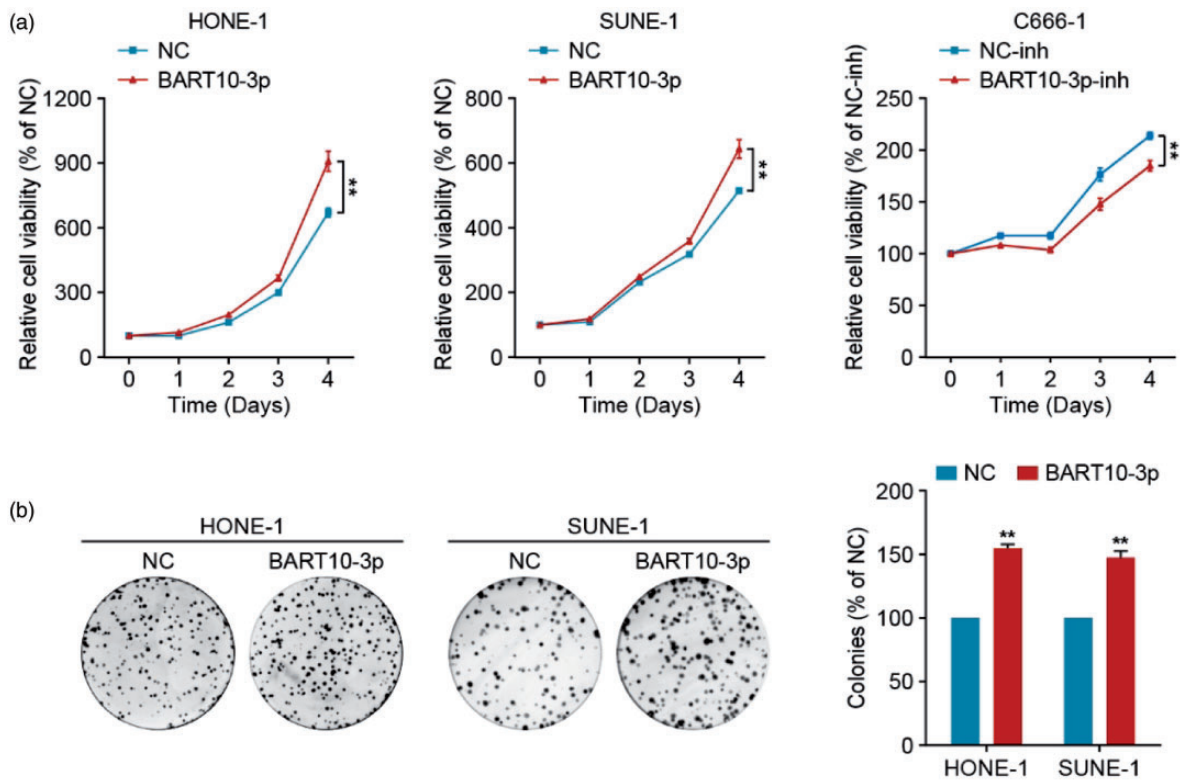 (a)
HONE-1
NC
BART10-3p
Relative cell viability (% of NC)
1200
900
600
300
0
**
0 1 2 3 4
Time (Days)
SUNE-1
NC
BART10-3p
Relative cell viability (% of NC)
800
600
400
200
0
**
0 1 2 3 4
Time (Days)
C666-1
NC-inh
BART10-3p-inh
Relative cell viability (% of NC-inh)
250
200
150
100
50
0
**
0 1 2 3 4
Time (Days)
(b)
HONE-1
NC BART10-3p
SUNE-1
NC BART10-3p
NC BART10-3p
Colonies (% of NC)
200
150
100
50
0
** **
HONE-1 SUNE-1